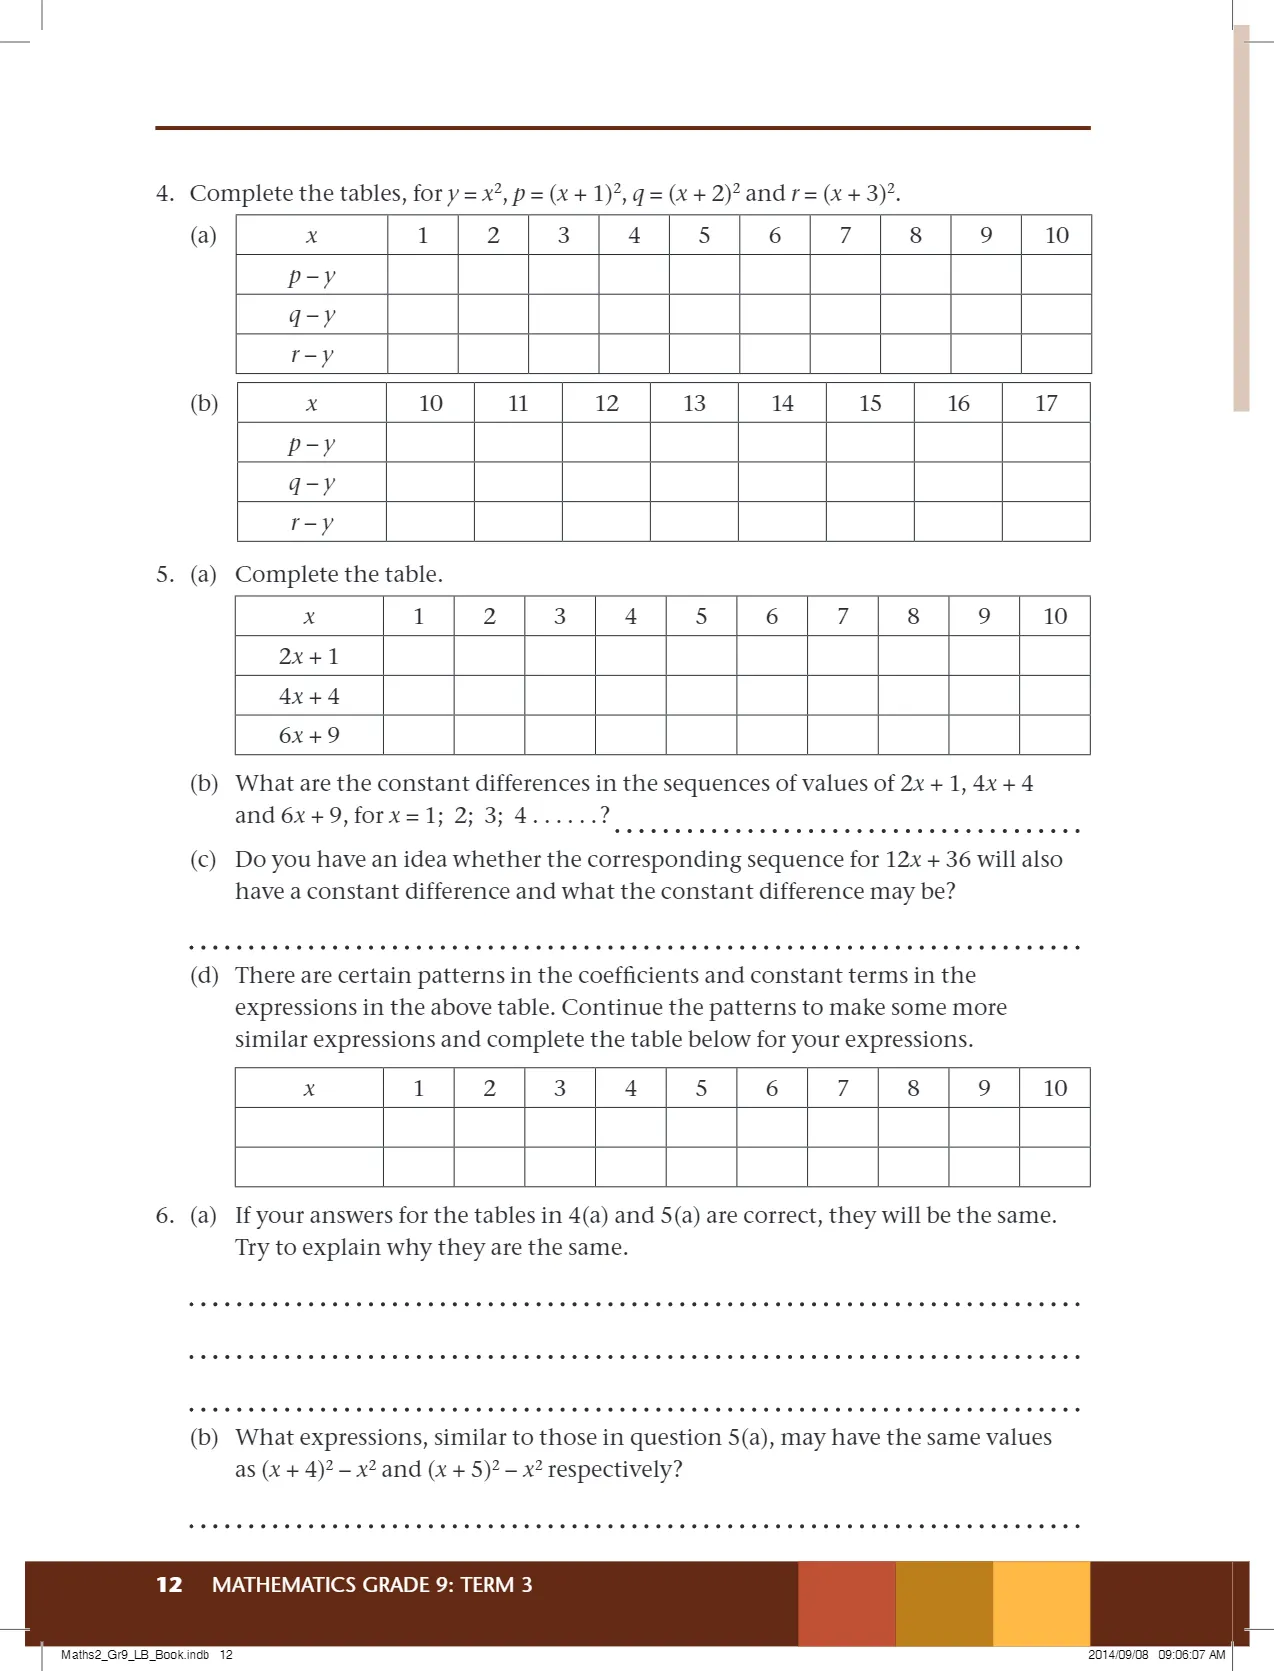 4. Complete the tables, for y = x², p = (x + 1)², q = (x + 2)² and r = (x + 3)².
(a) x 1 2 3 4 5 6 7 8 9 10
p – y
q – y
r – y
(b) x 10 11 12 13 14 15 16 17
p – y
q – y
r – y
5. (a) Complete the table.
x 1 2 3 4 5 6 7 8 9 10
2x + 1
4x + 4
6x + 9
(b) What are the constant differences in the sequences of values of 2x + 1, 4x + 4
and 6x + 9, for x = 1; 2; 3; 4 . . . . . .?
(c) Do you have an idea whether the corresponding sequence for 12x + 36 will also
have a constant difference and what the constant difference may be?
(d) There are certain patterns in the coefficients and constant terms in the
expressions in the above table. Continue the patterns to make some more
similar expressions and complete the table below for your expressions.
x 1 2 3 4 5 6 7 8 9 10
6. (a) If your answers for the tables in 4(a) and 5(a) are correct, they will be the same.
Try to explain why they are the same.
(b) What expressions, similar to those in question 5(a), may have the same values
as (x + 4)² – x² and (x + 5)² – x² respectively?
12 MATHEMATICS GRADE 9: TERM 3
Maths2_Gr9_LB_Book.indb 12 2014/09/08 09:06:07 AM